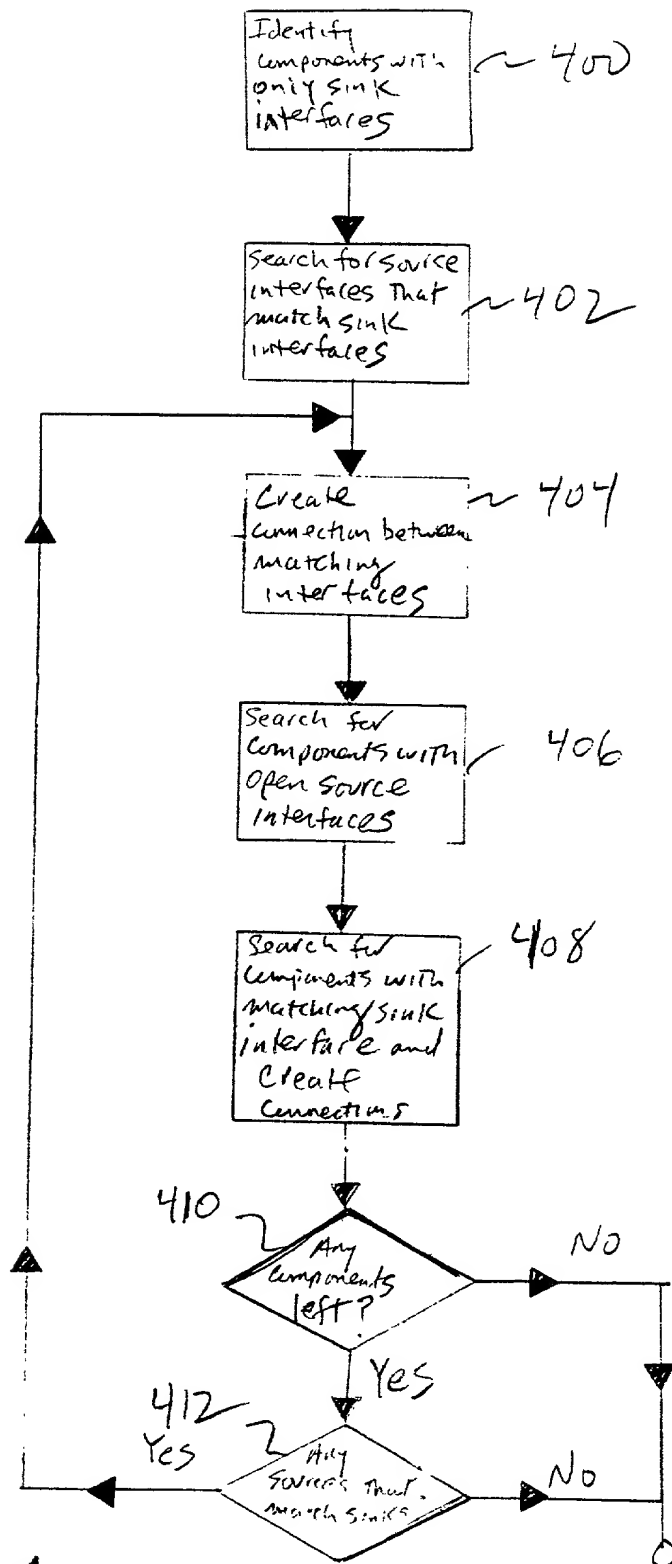 Identify
components with
only sink
interfaces
400
Search for source
interfaces that
match sink
interfaces
402
Create
connection between
matching
interfaces
404
Search for
components with
open source
interfaces
406
Search for
components with
matching sink
interface and
create
connections
408
410
Any
components
left?
No
Yes
412
Yes
Any
sources that
match sinks
No